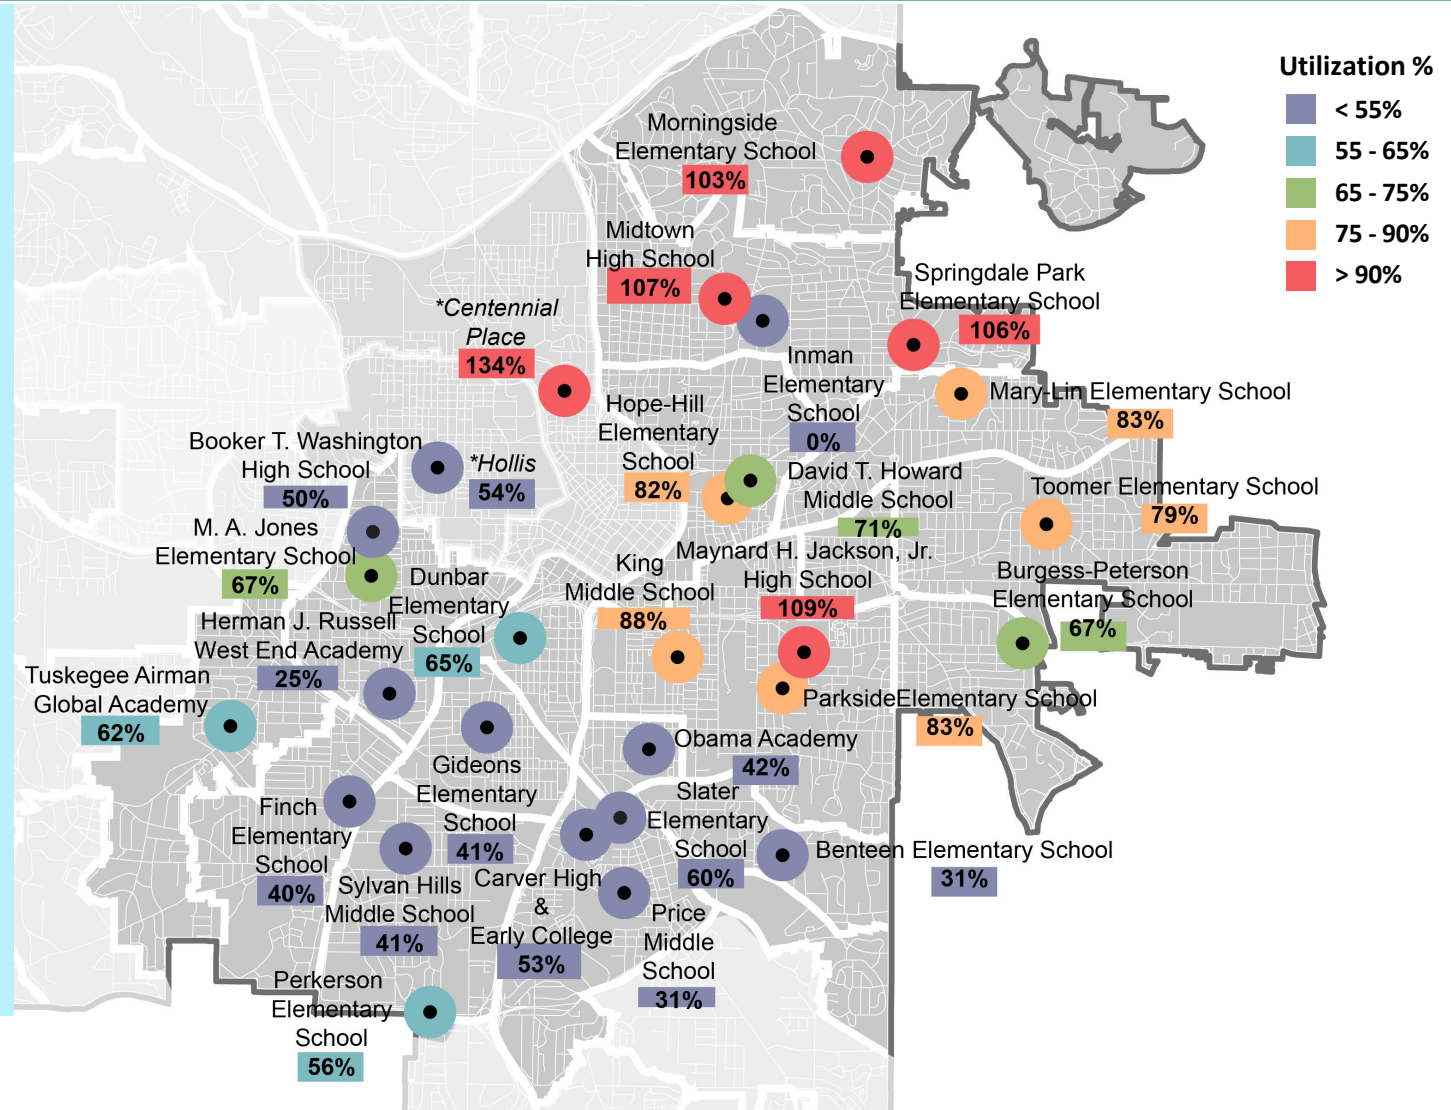 Utilization %
< 55%
55 - 65%
65 - 75%
75 - 90%
> 90%
Morningside
Elementary School
103%
Midtown
High School
107%
Springdale Park
Elementary School
106%
*Centennial
Place
134%
Inman
Elementary
School
0%
Mary-Lin Elementary School
83%
Hope-Hill
Elementary
School
82%
Booker T. Washington
High School
50%
*Hollis
54%
David T. Howard
Middle School
71%
Toomer Elementary School
79%
M. A. Jones
Elementary School
67%
King
Middle School
88%
Maynard H. Jackson, Jr.
High School
109%
Burgess-Peterson
Elementary School
67%
Dunbar
Elementary
School
65%
Herman J. Russell
West End Academy
25%
Tuskegee Airman
Global Academy
62%
ParksideElementary School
83%
Obama Academy
42%
Gideons
Elementary
School
41%
Slater
Elementary
School
60%
Finch
Elementary
School
40%
Benteen Elementary School
31%
Sylvan Hills
Middle School
41%
Carver High
&
Early College
53%
Price
Middle
School
31%
Perkerson
Elementary
School
56%